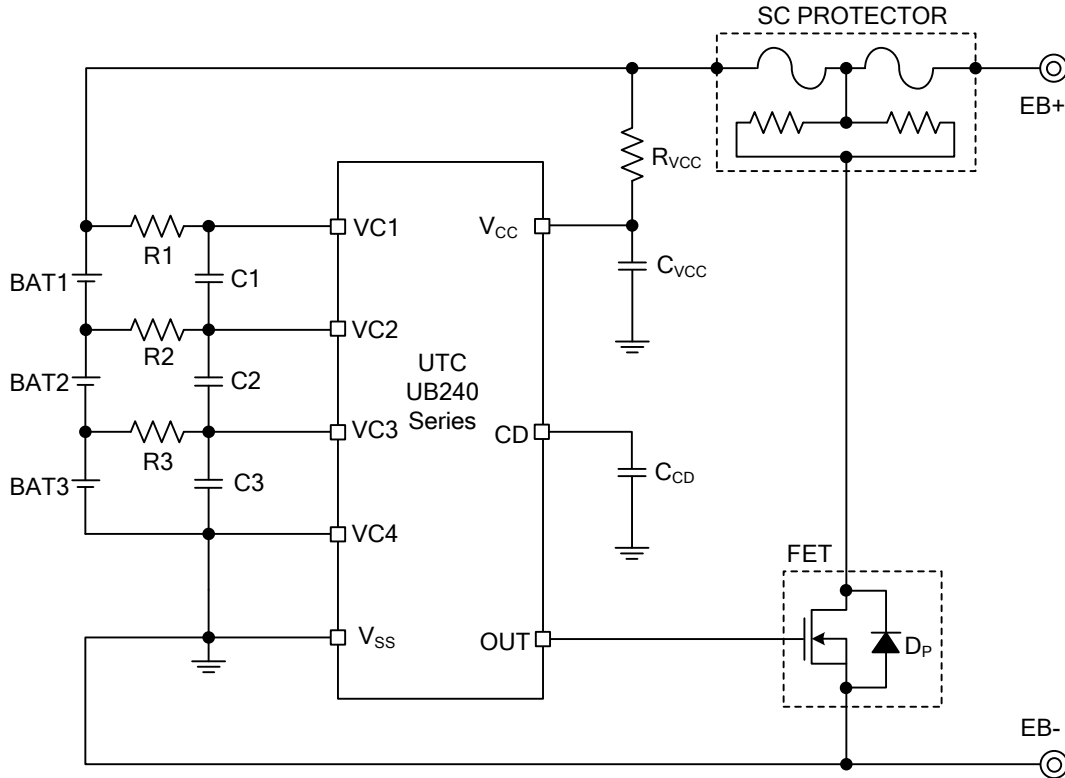 SC PROTECTOR
EB+
RVCC
VC1
VCC
R1
BAT1
C1
CVCC
VC2
R2
UTC
UB240
Series
BAT2
C2
VC3
CD
R3
BAT3
C3
CCD
VC4
FET
VSS
OUT
DP
EB-